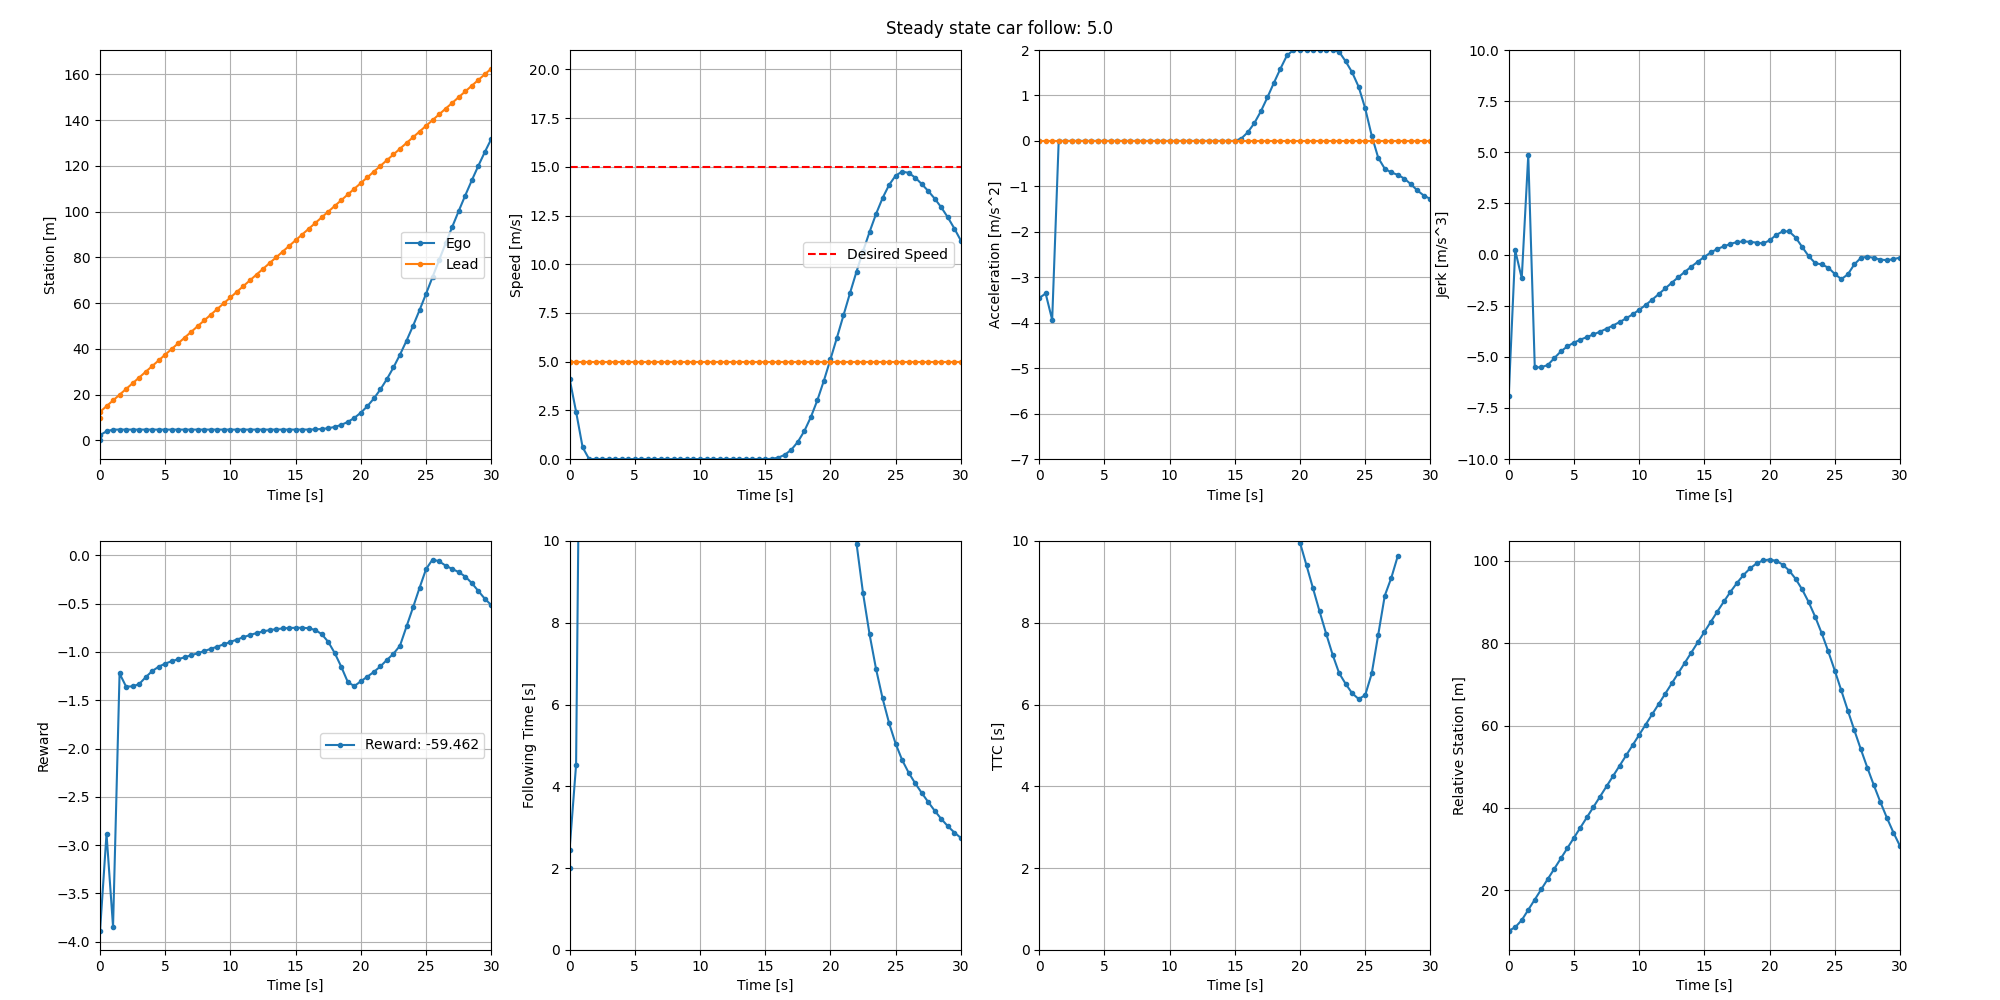 Steady state car follow: 5.0
Station [m]
160
140
120
100
80
60
40
20
0
Ego
Lead
0 5 10 15 20 25 30
Time [s]
Speed [m/s]
20.0
17.5
15.0
12.5
10.0
7.5
5.0
2.5
0.0
Desired Speed
0 5 10 15 20 25 30
Time [s]
Acceleration [m/s^2]
2
1
0
−1
−2
−3
−4
−5
−6
−7
0 5 10 15 20 25 30
Time [s]
Jerk [m/s^3]
10.0
7.5
5.0
2.5
0.0
−2.5
−5.0
−7.5
−10.0
0 5 10 15 20 25 30
Time [s]
Reward
0.0
−0.5
−1.0
−1.5
−2.0
−2.5
−3.0
−3.5
−4.0
Reward: -59.462
0 5 10 15 20 25 30
Time [s]
Following Time [s]
10
8
6
4
2
0
0 5 10 15 20 25 30
Time [s]
TTC [s]
10
8
6
4
2
0
0 5 10 15 20 25 30
Time [s]
Relative Station [m]
100
80
60
40
20
0 5 10 15 20 25 30
Time [s]